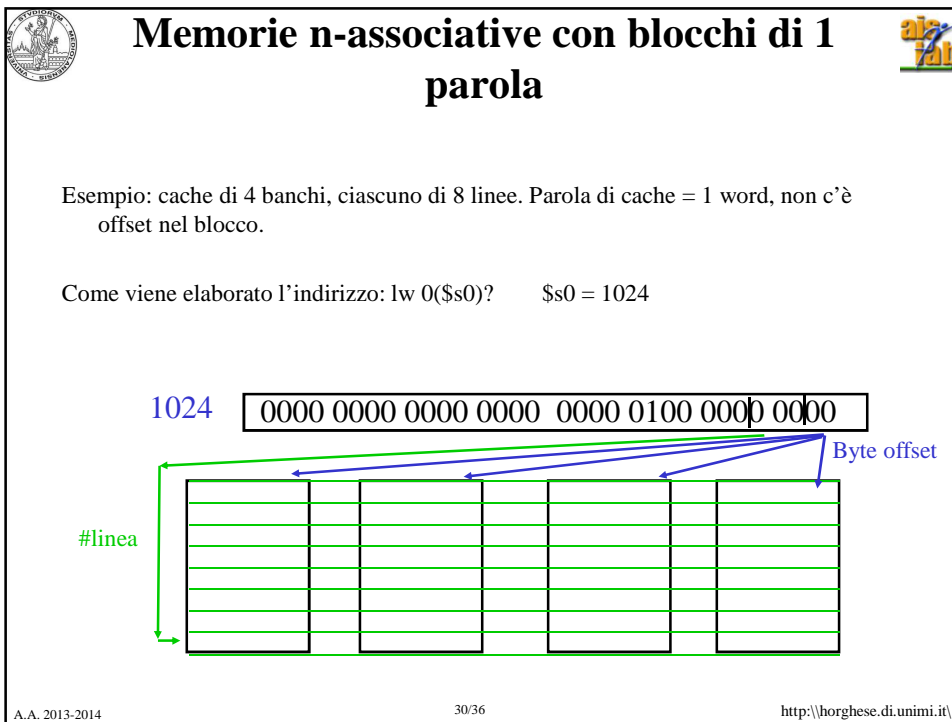 Memorie n-associative con blocchi di 1
parola
Esempio: cache di 4 banchi, ciascuno di 8 linee. Parola di cache = 1 word, non c’è
offset nel blocco.
Come viene elaborato l’indirizzo: lw 0($s0)? $s0 = 1024
1024 0000 0000 0000 0000 0000 0100 0000 0000
Byte offset
#linea
A.A. 2013-2014 30/36 http:\\horghese.di.unimi.it\